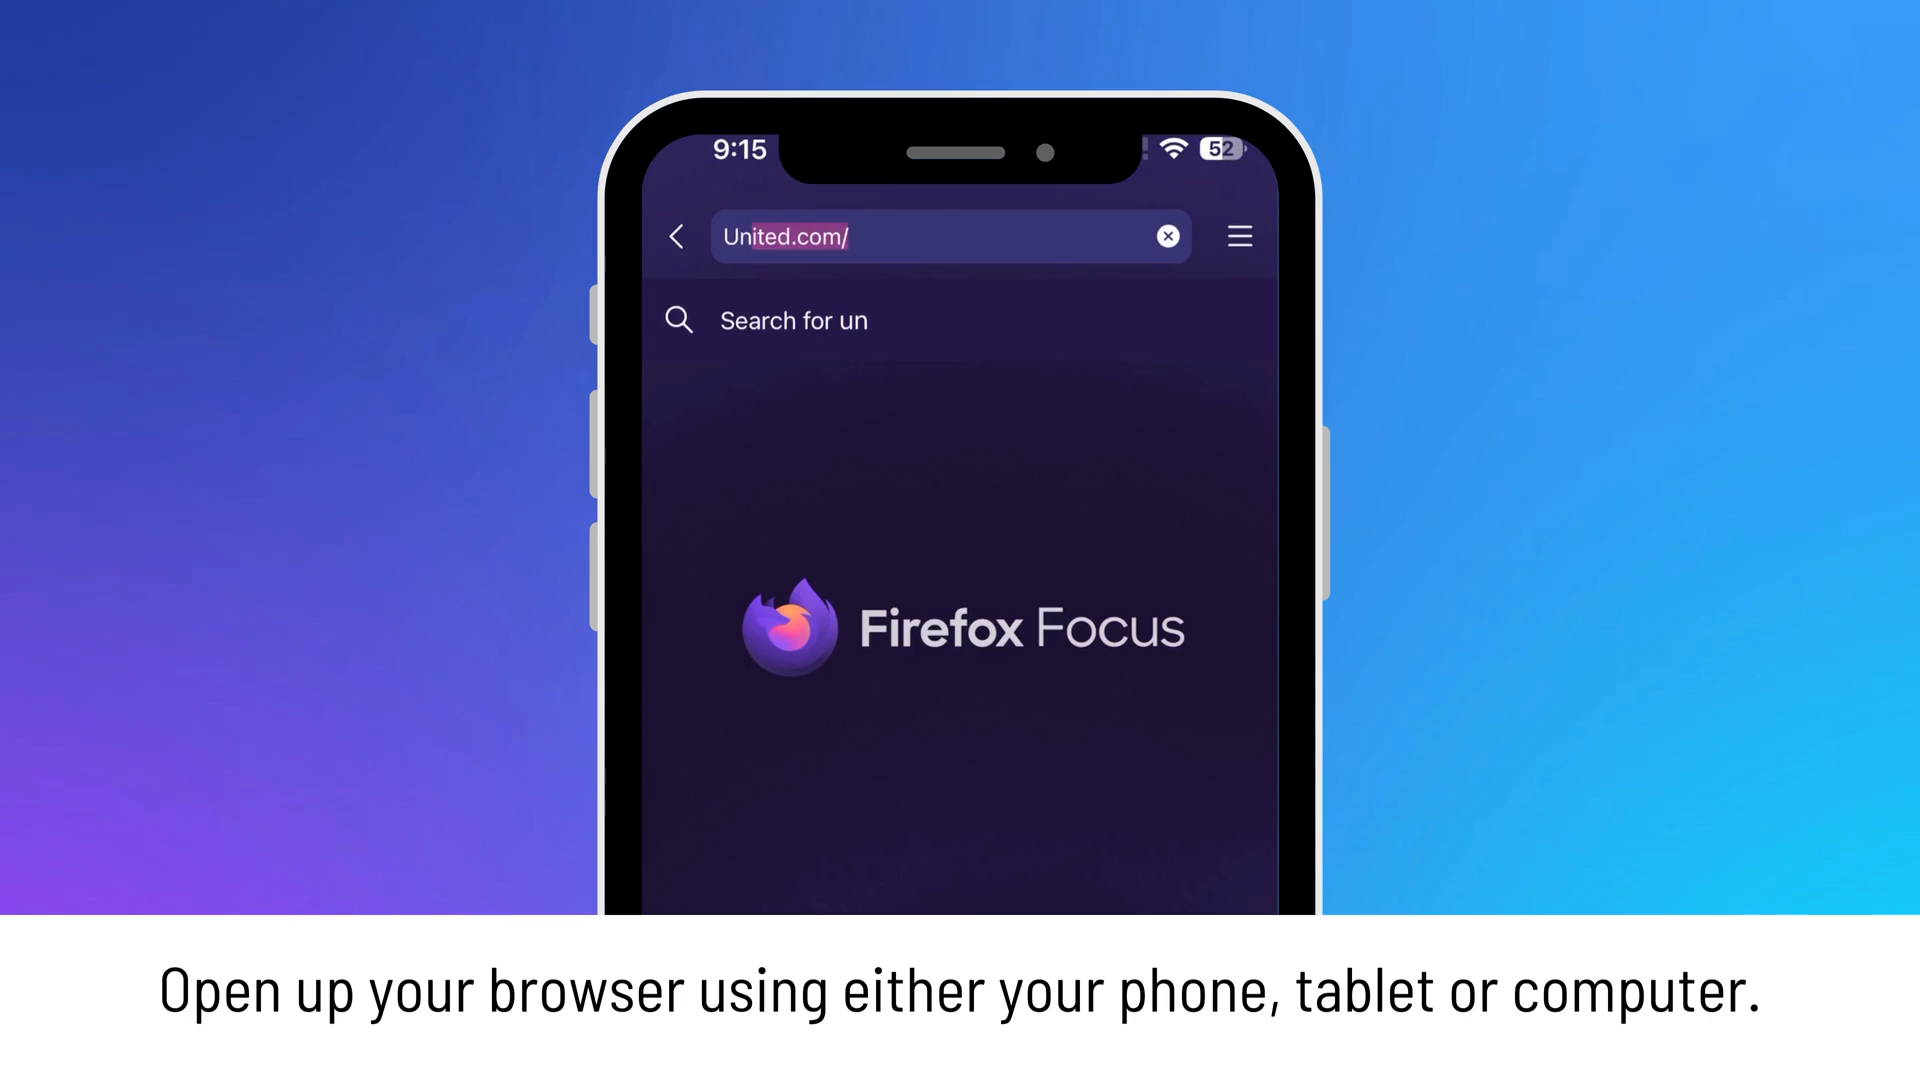 9:15
52
United.com/
Search for un
Firefox Focus
Open up your browser using either your phone, tablet or computer.